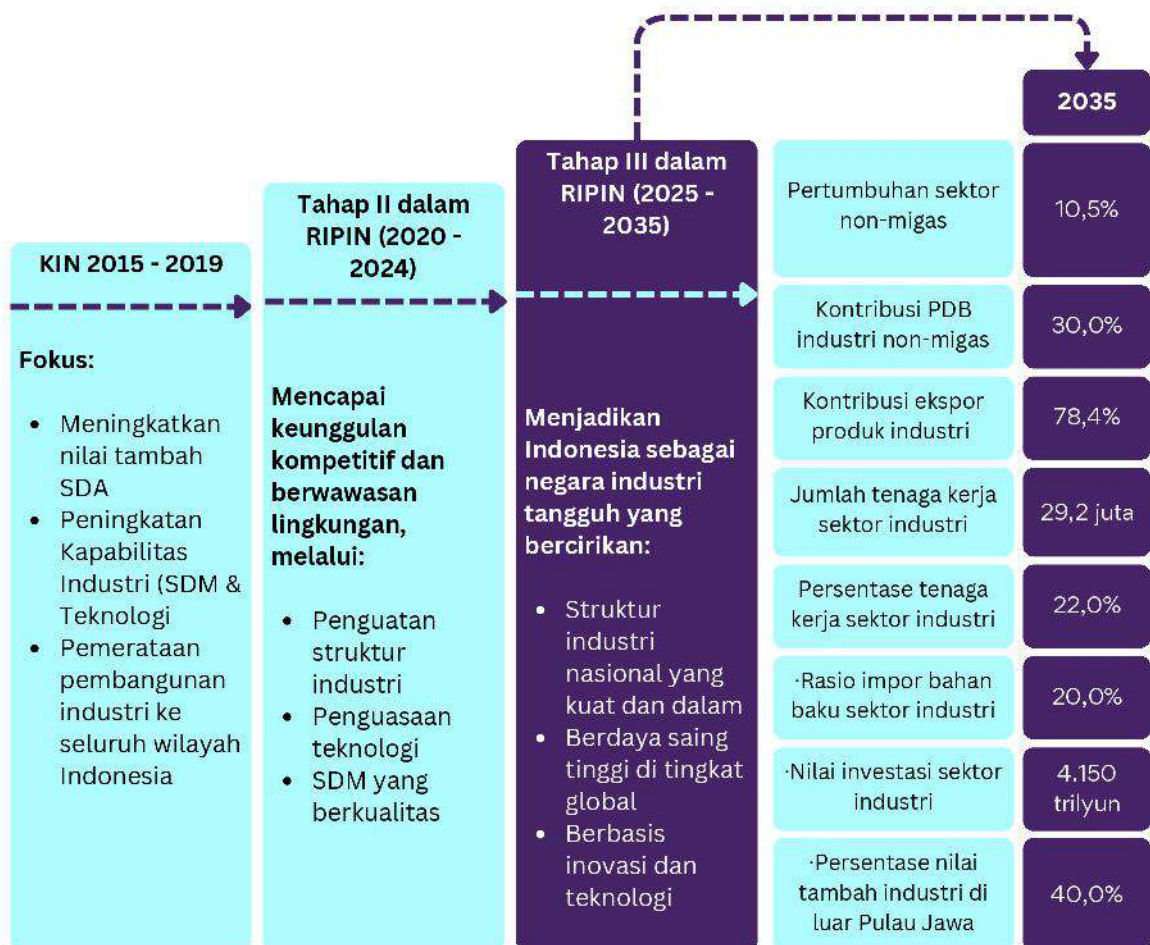 KIN 2015 - 2019
Fokus:
• Meningkatkan
nilai tambah
SDA
• Peningkatan
Kapabilitas
Industri (SDM &
Teknologi
• Pemerataan
pembangunan
industri ke
seluruh wilayah
Indonesia
Tahap II dalam
RIPIN (2020 -
2024)
Mencapai
keunggulan
kompetitif dan
berwawasan
lingkungan,
melalui:
• Penguatan
struktur
industri
• Penguasaan
teknologi
• SDM yang
berkualitas
Tahap III dalam
RIPIN (2025 -
2035)
Menjadikan
Indonesia sebagai
negara industri
tangguh yang
bercirikan:
• Struktur
industri
nasional yang
kuat dan dalam
• Berdaya saing
tinggi di tingkat
global
• Berbasis
inovasi dan
teknologi
2035
Pertumbuhan sektor
non-migas
10,5%
Kontribusi PDB
industri non-migas
30,0%
Kontribusi ekspor
produk industri
78,4%
Jumlah tenaga kerja
sektor industri
29,2 juta
Persentase tenaga
kerja sektor industri
22,0%
·Rasio impor bahan
baku sektor industri
20,0%
·Nilai investasi sektor
industri
4.150
trilyun
·Persentase nilai
tambah industri di
luar Pulau Jawa
40,0%